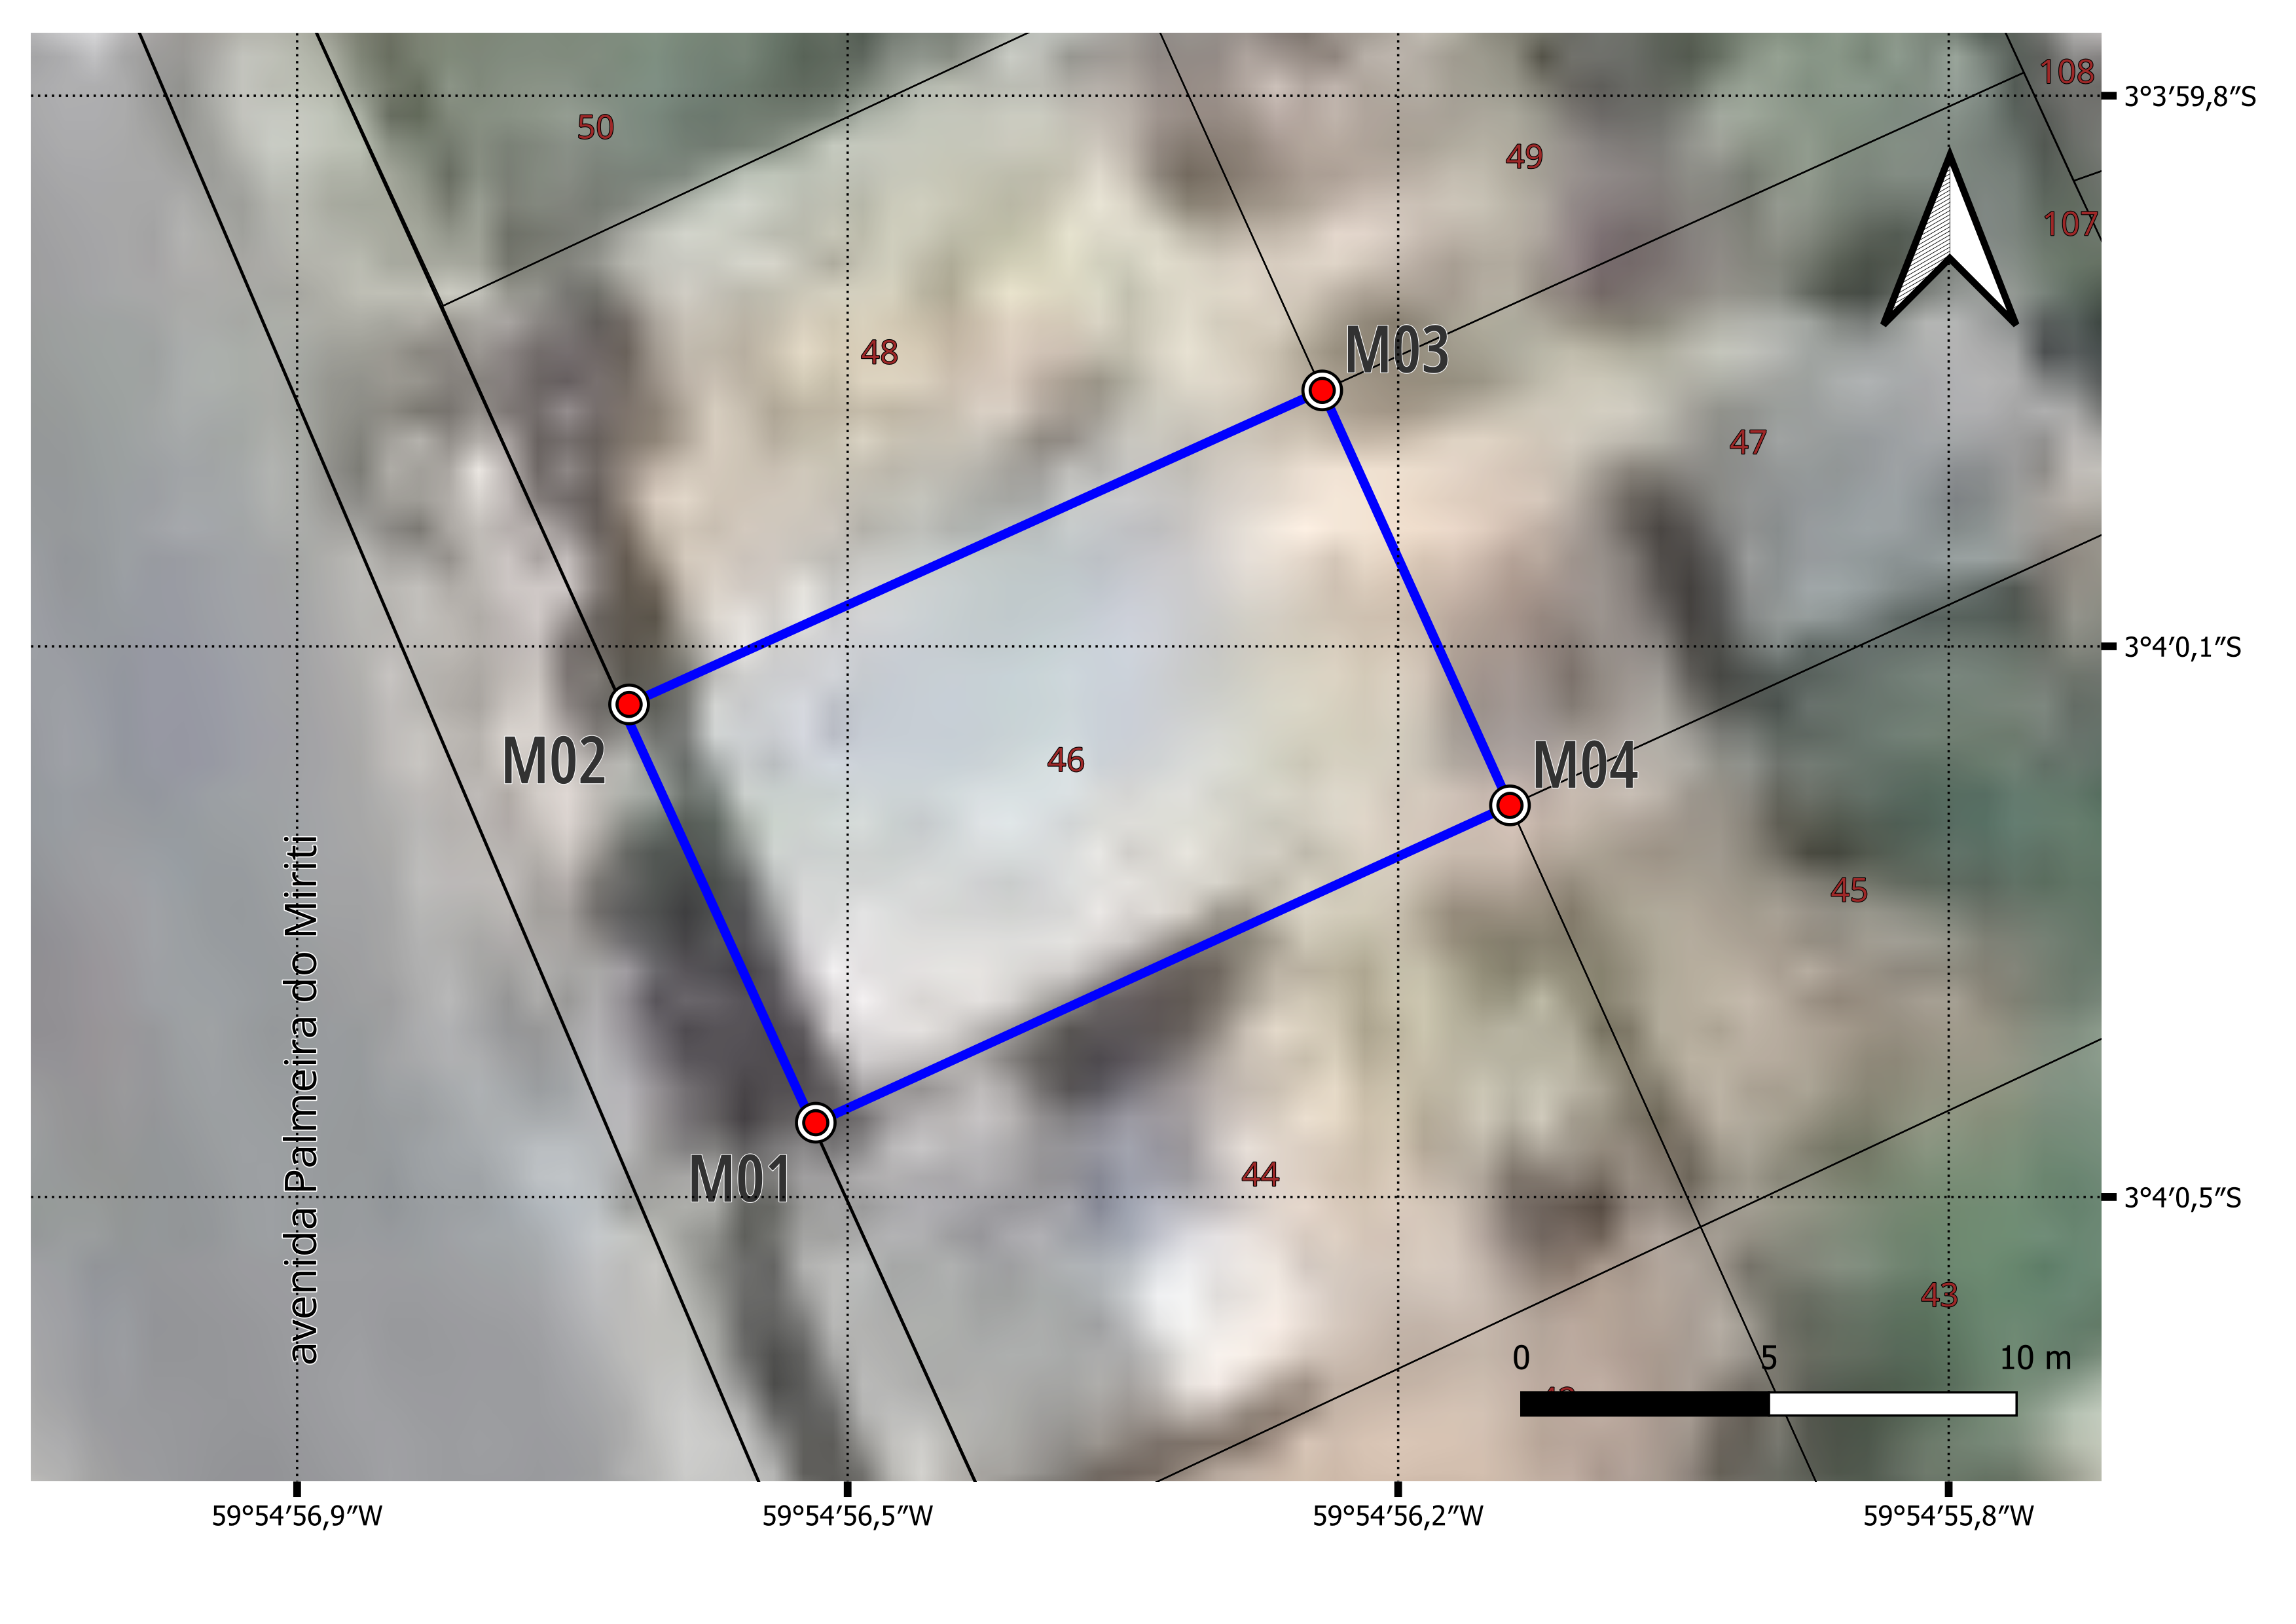 108
3°3′59,8″S
50
49
107
M03
48
47
3°4′0,1″S
M02
46
M04
45
avenida Palmeira do Miriti
M01
44
3°4′0,5″S
43
0 5 10 m
59°54′56,9″W 59°54′56,5″W 59°54′56,2″W 59°54′55,8″W